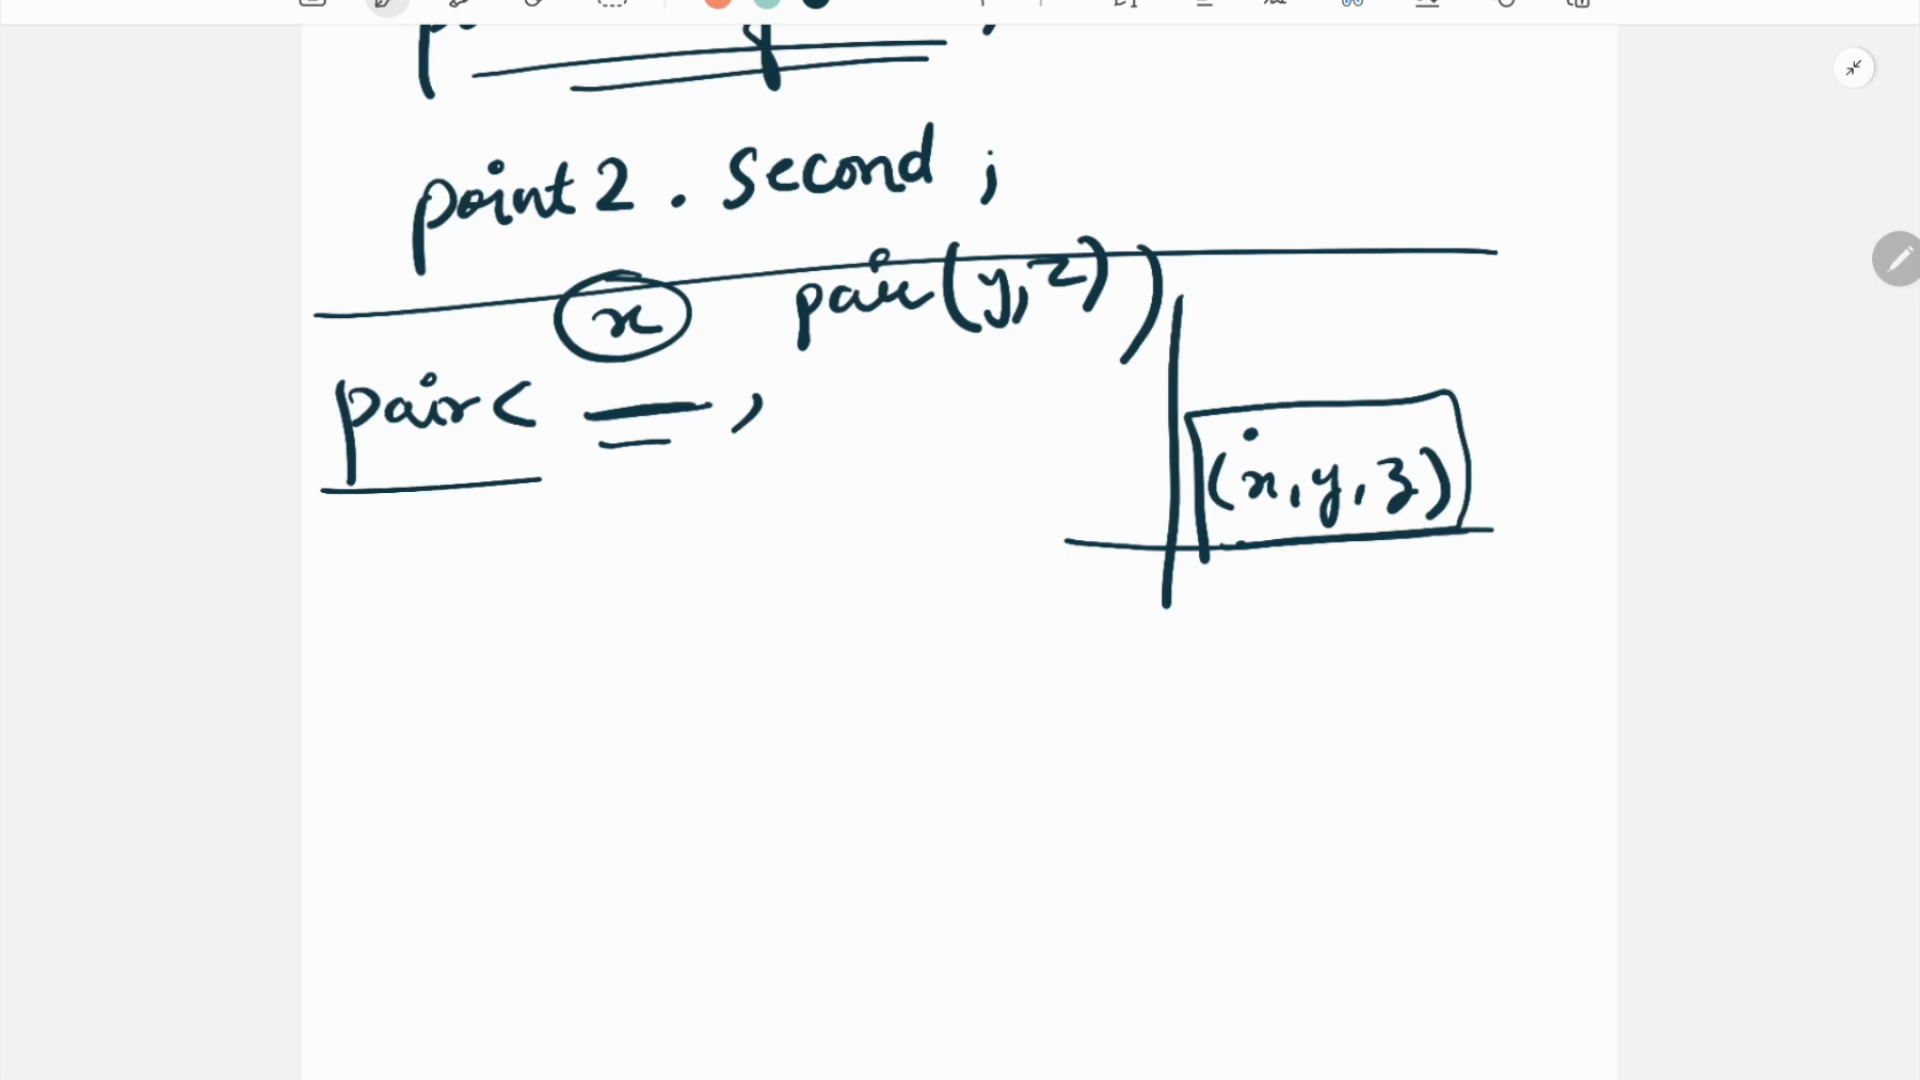 point2 . second ;
x pair(y,z))
pair< ,
(x,y,z)